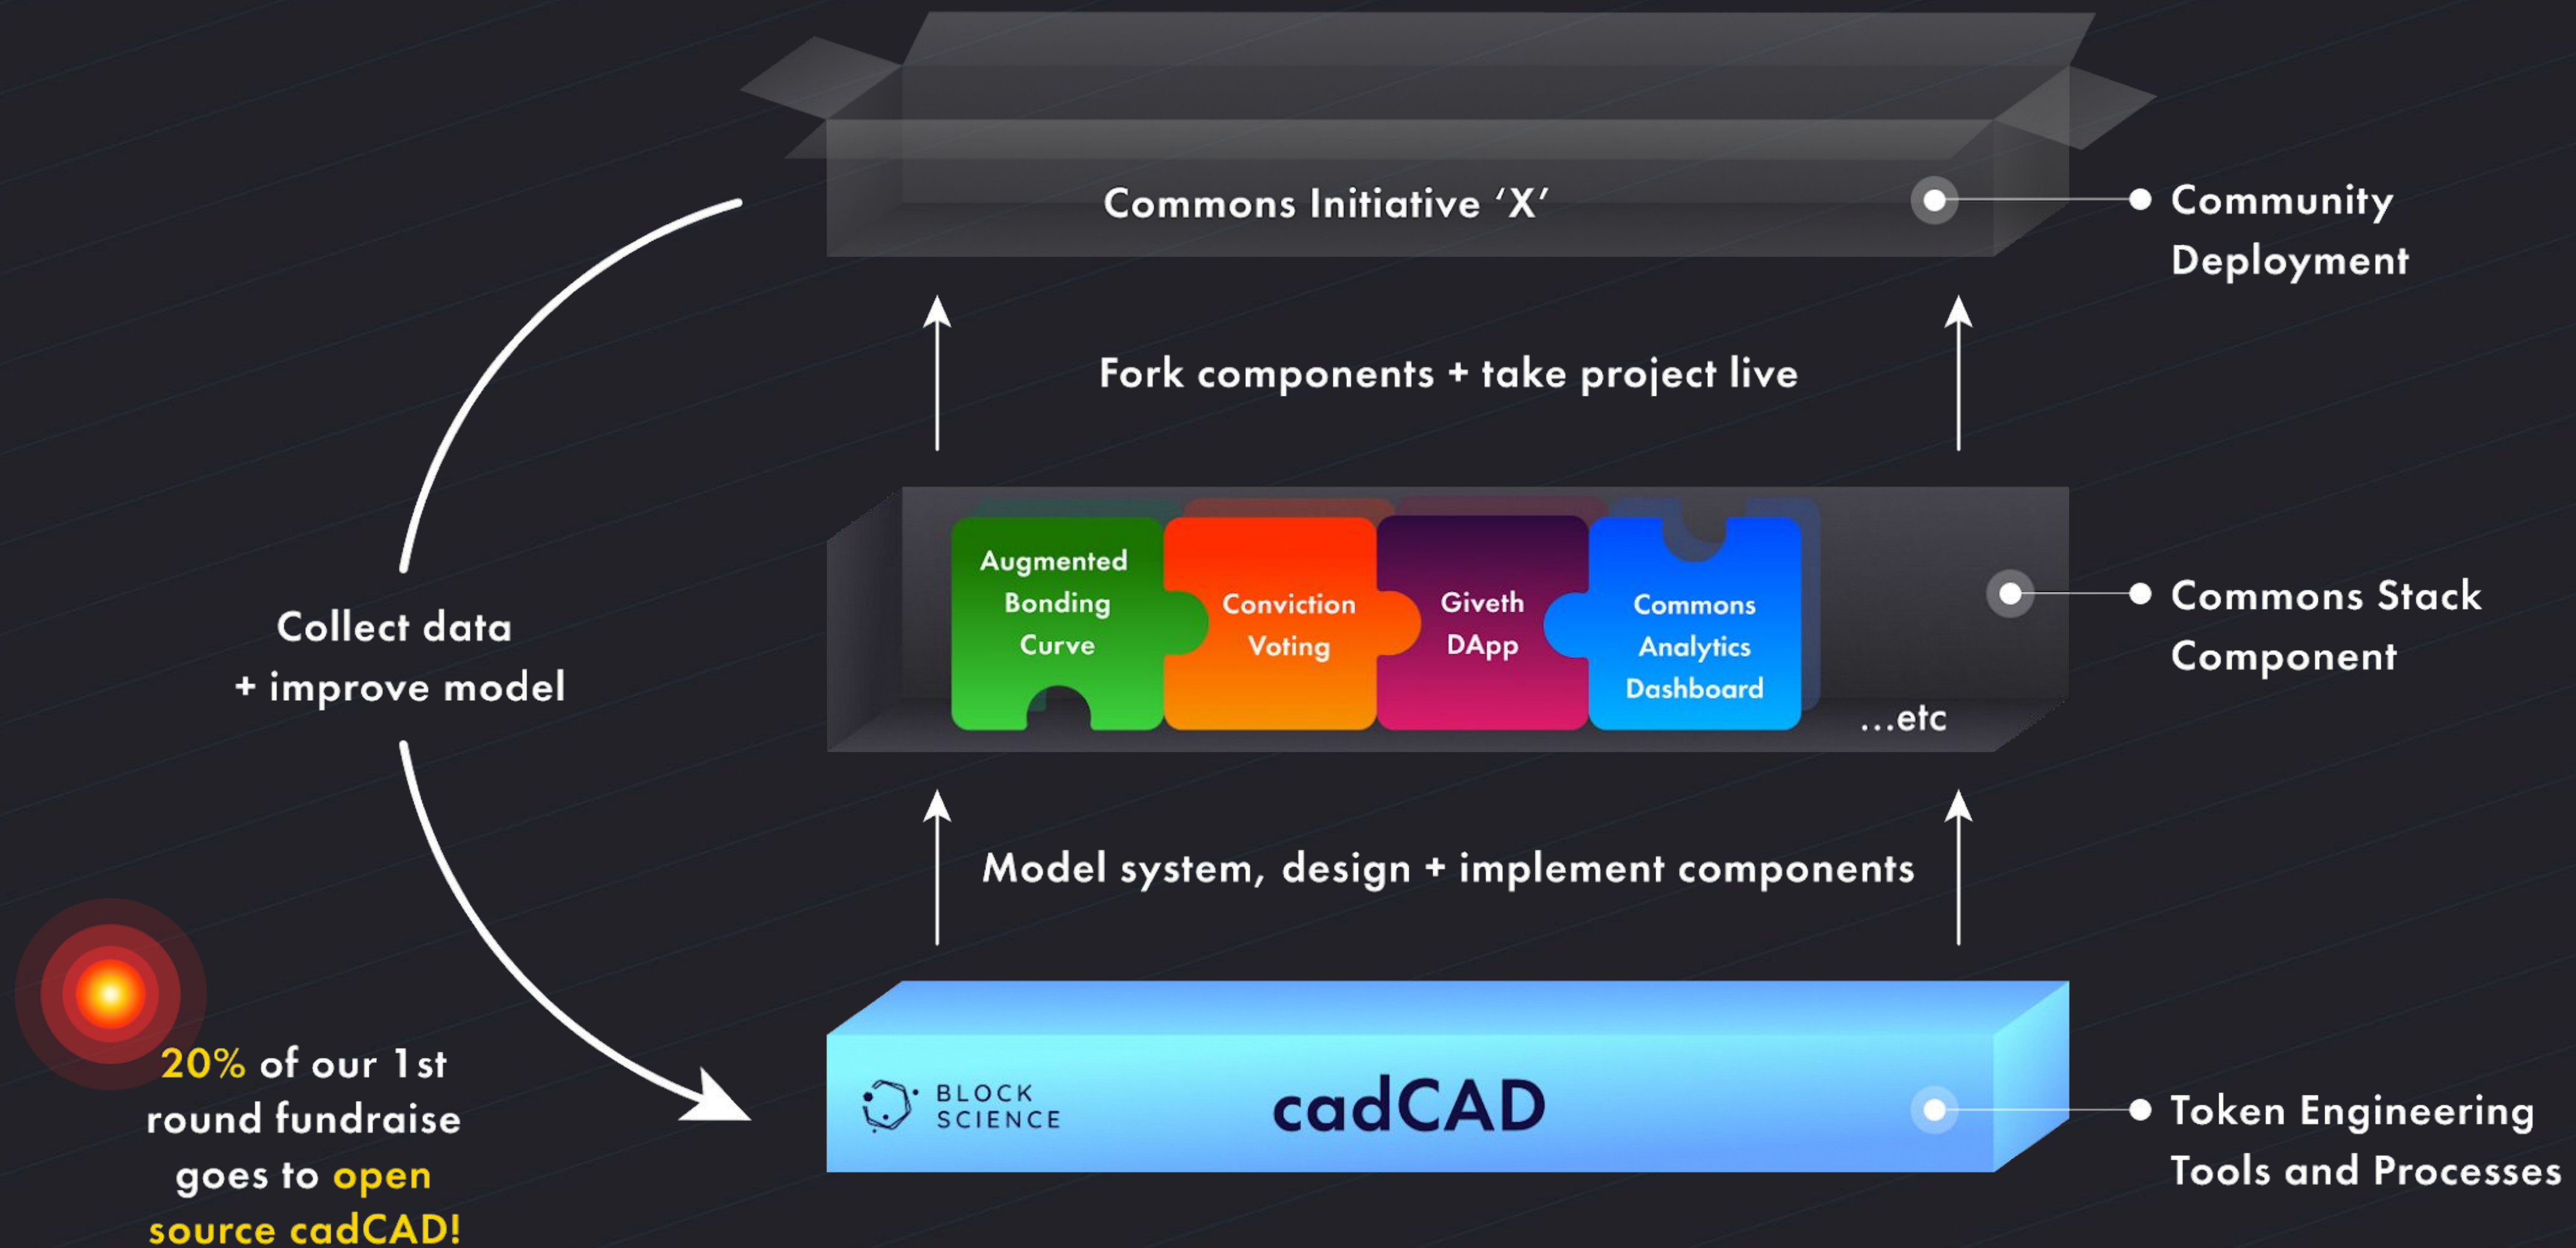 Commons Initiative ‘X’
Community
Deployment
Fork components + take project live
Augmented
Bonding
Curve
Conviction
Voting
Giveth
DApp
Commons
Analytics
Dashboard
...etc
Commons Stack
Component
Collect data
+ improve model
Model system, design + implement components
BLOCK
SCIENCE
cadCAD
Token Engineering
Tools and Processes
20% of our 1st
round fundraise
goes to open
source cadCAD!